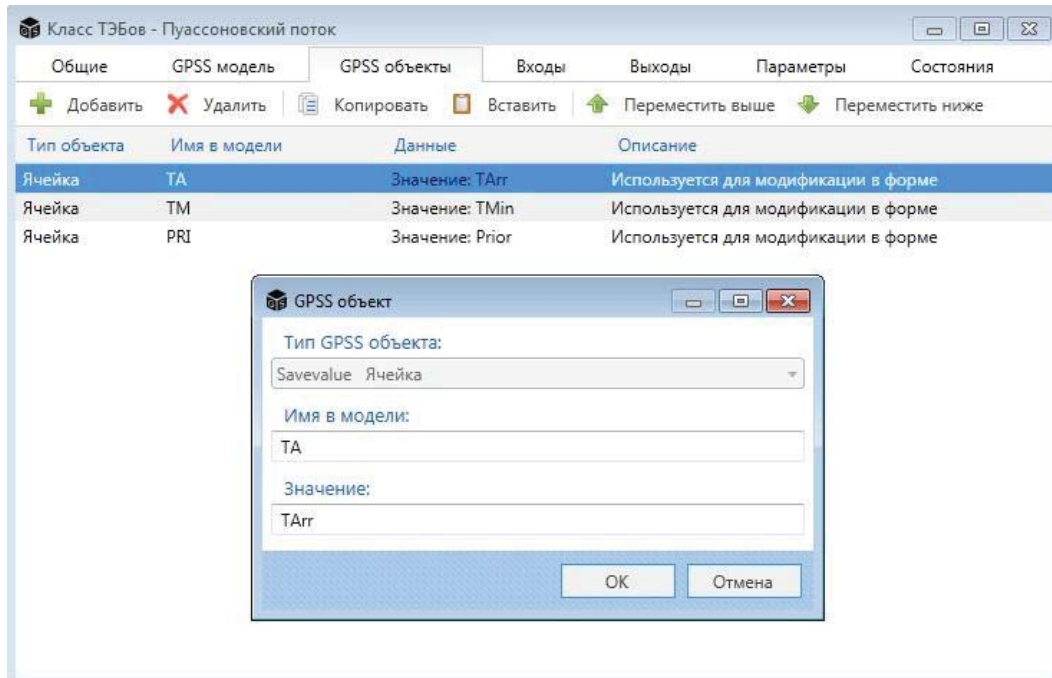 Класс ТЭБов - Пуассоновский поток
Общие GPSS модель GPSS объекты Входы Выходы Параметры Состояния
Добавить Удалить Копировать Вставить Переместить выше Переместить ниже
Тип объекта Имя в модели Данные Описание
Ячейка TA Значение: TArr Используется для модификации в форме
Ячейка TM Значение: TMin Используется для модификации в форме
Ячейка PRI Значение: Prior Используется для модификации в форме
GPSS объект
Тип GPSS объекта:
Savevalue Ячейка
Имя в модели:
TA
Значение:
TArr
OK Отмена